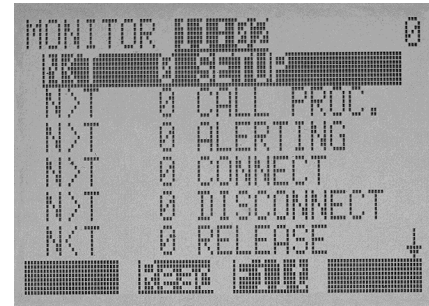 MONITOR 0
N<T 0 SETUP
N>T 0 CALL PROC.
N>T 0 ALERTING
N>T 0 CONNECT
N>T 0 DISCONNECT
N<T 0 RELEASE ↓